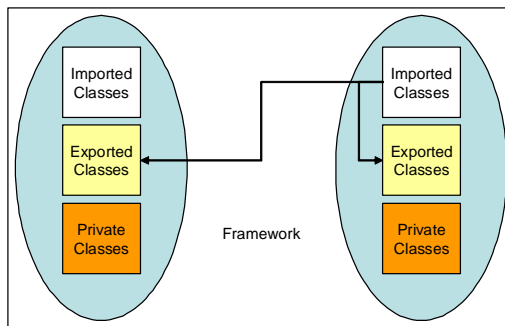 Imported
Classes
Exported
Classes
Private
Classes
Framework
Imported
Classes
Exported
Classes
Private
Classes